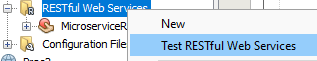 RESTful Web Services
MicroserviceR
New
Configuration File
Test RESTful Web Services